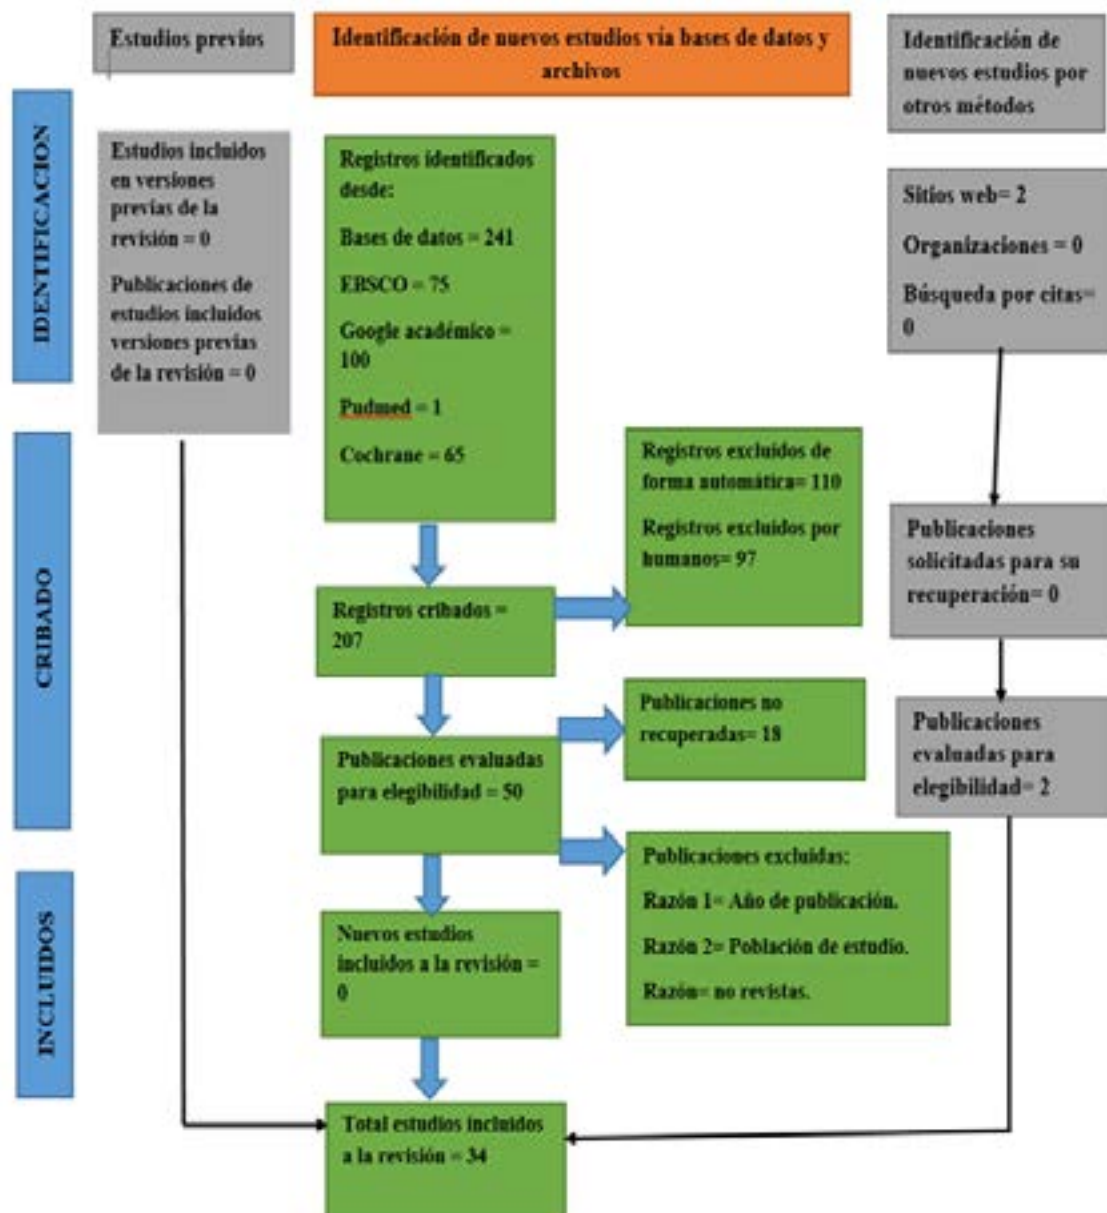 Estudios previos
Identificación de nuevos estudios via bases de datos y
archivos
Identificación de
nuevos estudios por
otros métodos
IDENTIFICACION
Estudios incluidos
en versiones
previas de la
revisión = 0
Publicaciones de
estudios incluidos
versiones previas
de la revisión = 0
Registros identificados
desde:
Bases de datos = 241
EBSCO = 75
Google académico =
100
Pudmed = 1
Cochrane = 65
Sitios web= 2
Organizaciones = 0
Búsqueda por citas=
0
CRIBADO
Registros excluidos de
forma automática= 110
Registros excluidos por
humanos= 97
Registros cribados =
207
Publicaciones
solicitadas para su
recuperación= 0
Publicaciones no
recuperadas= 18
Publicaciones evaluadas
para elegibilidad = 50
Publicaciones
evaluadas para
elegibilidad= 2
Publicaciones excluidas:
Razón 1= Año de publicación.
Razón 2= Población de estudio.
Razón= no revistas.
INCLUIDOS
Nuevos estudios
incluidos a la revisión =
0
Total estudios incluidos
a la revisión = 34